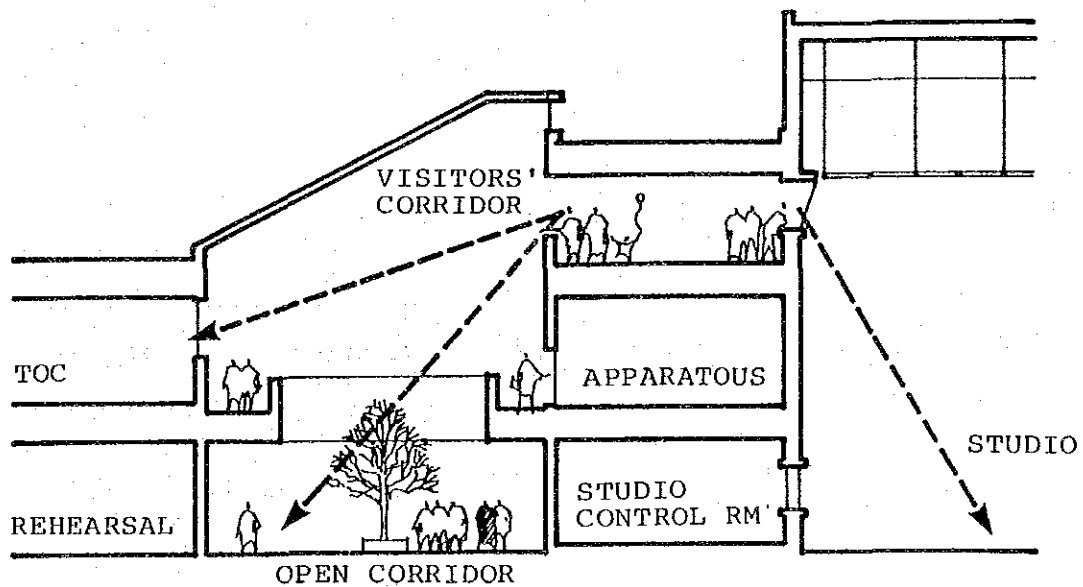 VISITORS'
CORRIDOR
TOC
APPARATOUS
STUDIO
REHEARSAL
STUDIO
CONTROL RM
OPEN CORRIDOR